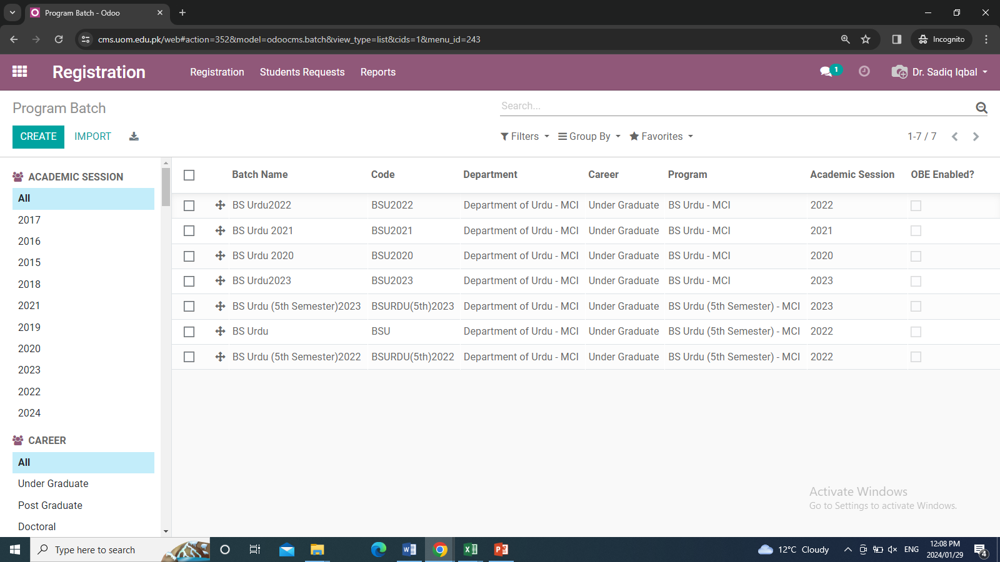 Program Batch - Odoo
cms.uom.edu.pk/web#action=352&model=odoocms.batch&view_type=list&cids=1&menu_id=243
Incognito
Registration
Registration Students Requests Reports
1
Dr. Sadiq Iqbal
Program Batch
Search...
CREATE IMPORT
Filters Group By Favorites
1-7 / 7
ACADEMIC SESSION
All
2017
2016
2015
2018
2021
2019
2020
2023
2022
2024
CAREER
All
Under Graduate
Post Graduate
Doctoral
Batch Name Code Department Career Program Academic Session OBE Enabled?
BS Urdu2022 BSU2022 Department of Urdu - MCI Under Graduate BS Urdu - MCI 2022
BS Urdu 2021 BSU2021 Department of Urdu - MCI Under Graduate BS Urdu - MCI 2021
BS Urdu 2020 BSU2020 Department of Urdu - MCI Under Graduate BS Urdu - MCI 2020
BS Urdu2023 BSU2023 Department of Urdu - MCI Under Graduate BS Urdu - MCI 2023
BS Urdu (5th Semester)2023 BSURDU(5th)2023 Department of Urdu - MCI Under Graduate BS Urdu (5th Semester) - MCI 2023
BS Urdu BSU Department of Urdu - MCI Under Graduate BS Urdu (5th Semester) - MCI 2022
BS Urdu (5th Semester)2022 BSURDU(5th)2022 Department of Urdu - MCI Under Graduate BS Urdu (5th Semester) - MCI 2022
Activate Windows
Go to Settings to activate Windows.
Type here to search
12°C Cloudy
ENG
12:08 PM
2024/01/29
4